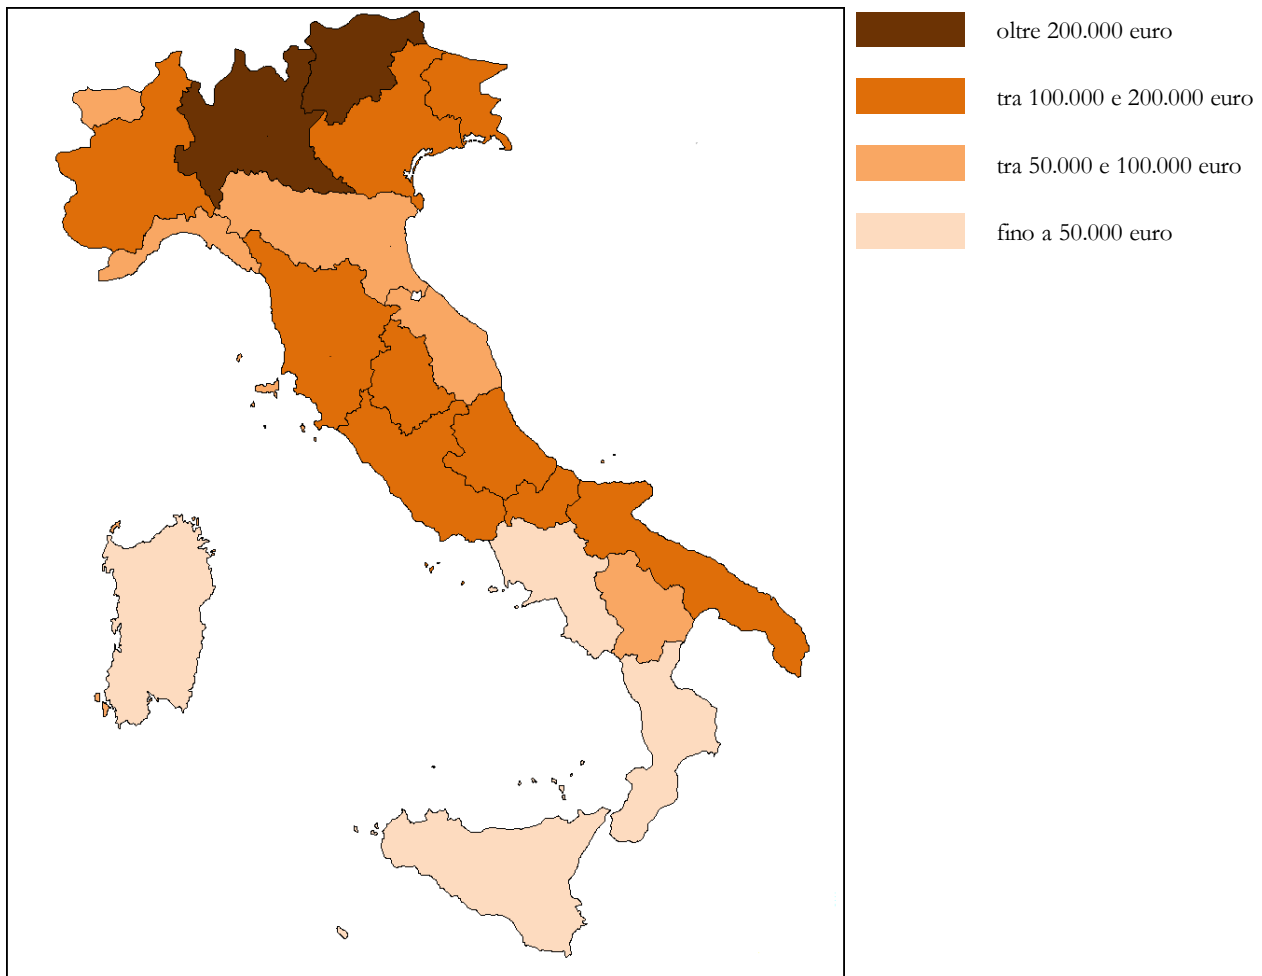 oltre 200.000 euro
tra 100.000 e 200.000 euro
tra 50.000 e 100.000 euro
fino a 50.000 euro